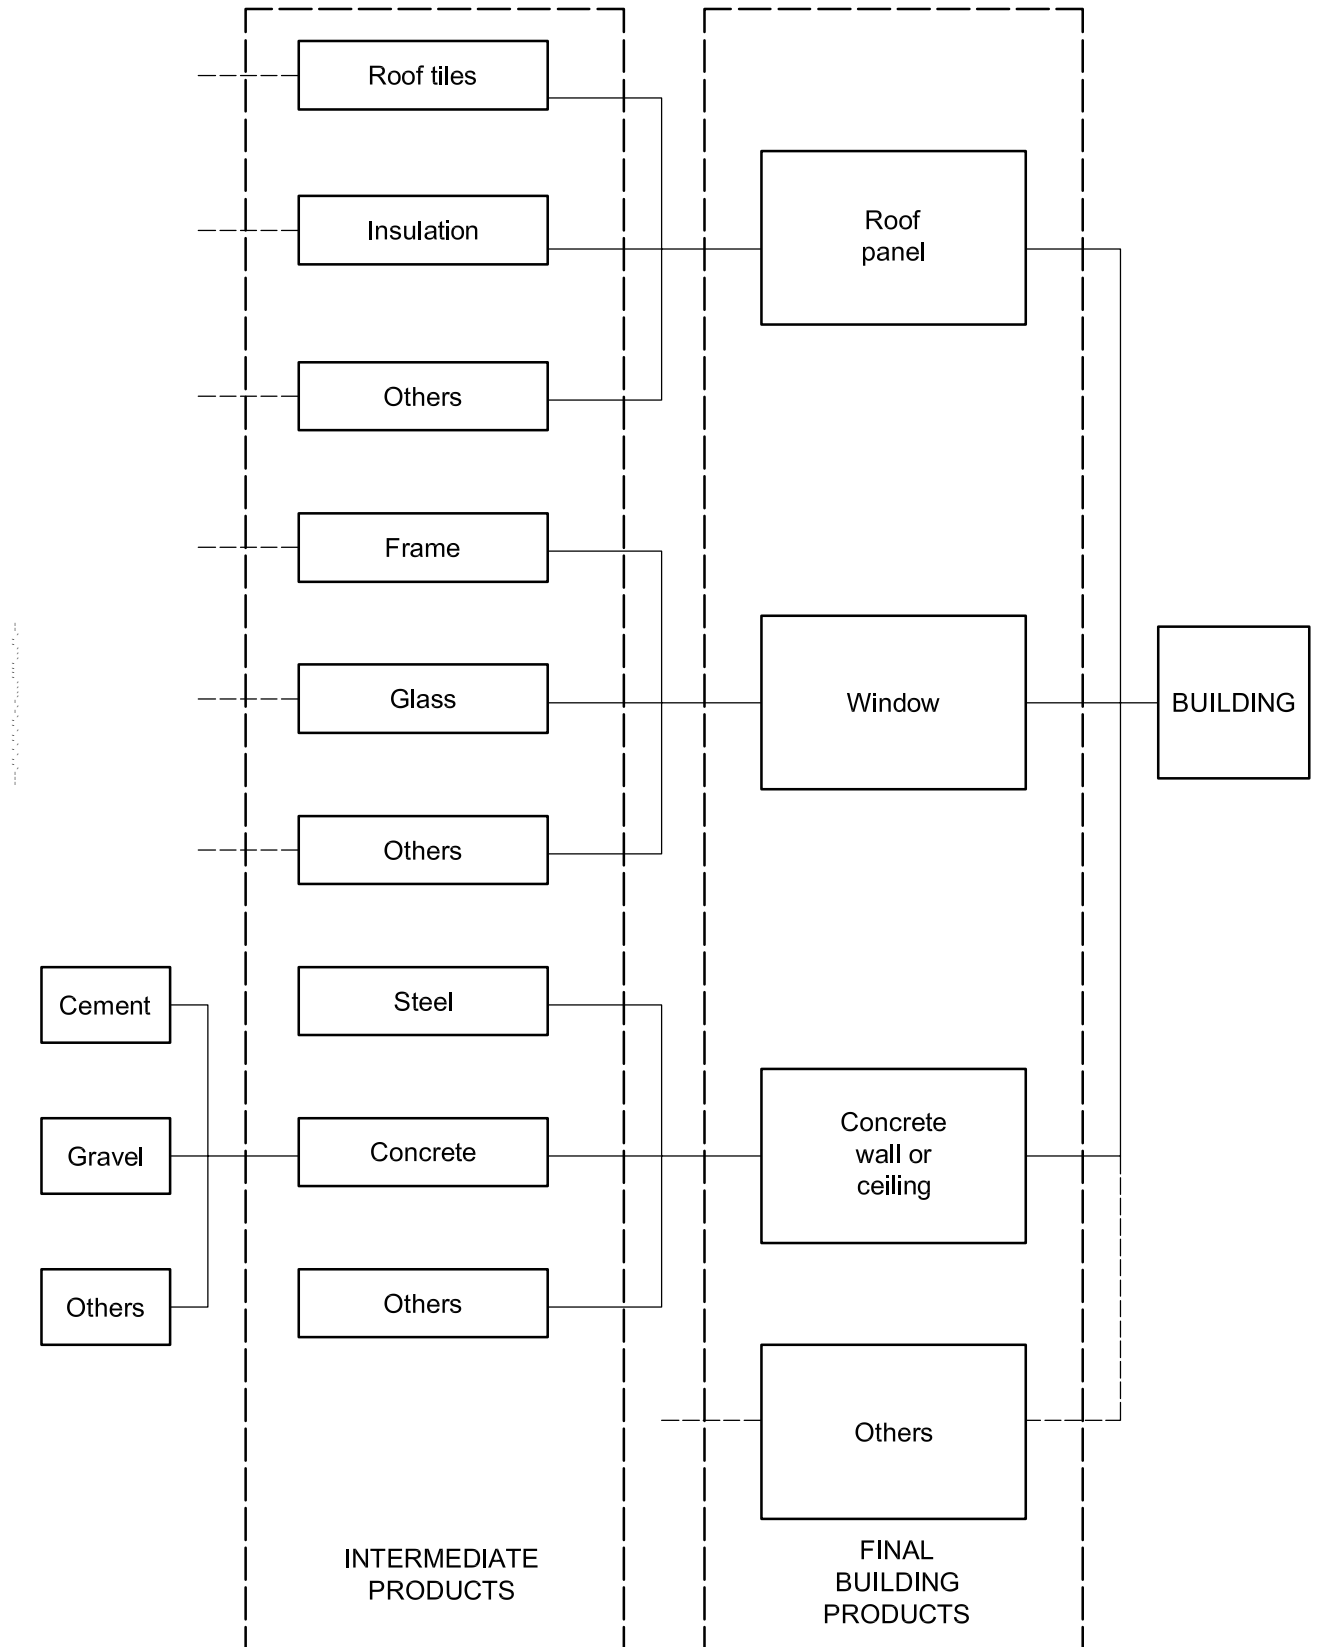 Roof tiles
Insulation
Others
Frame
Glass
Others
Steel
Concrete
Others
Cement
Gravel
Others
Roof
panel
Window
Concrete
wall or
ceiling
Others
BUILDING
INTERMEDIATE
PRODUCTS
FINAL
BUILDING
PRODUCTS